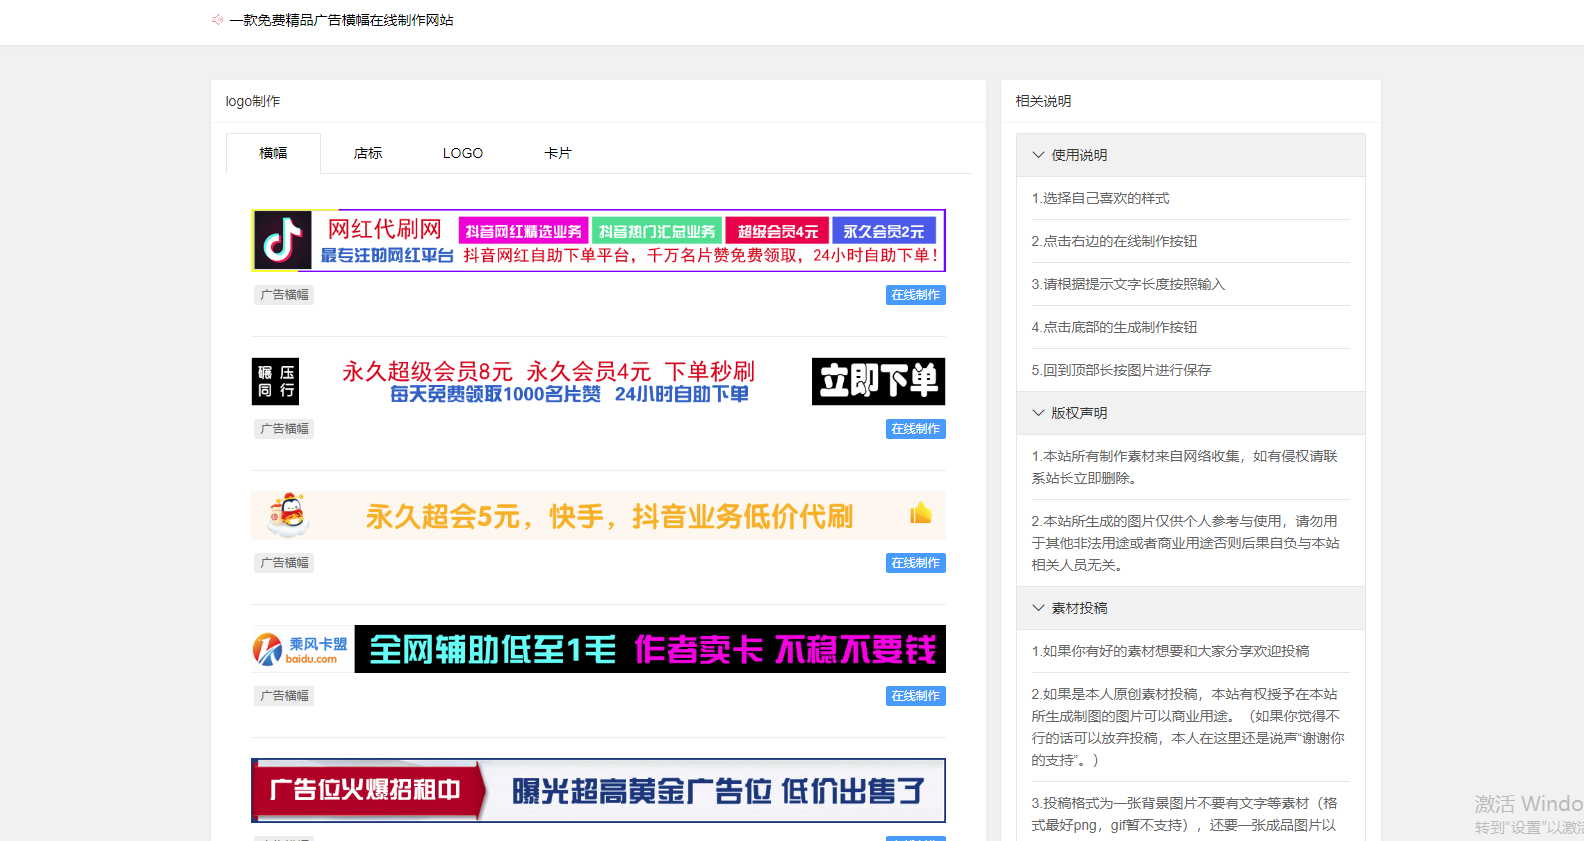 一款免费精品广告横幅在线制作网站
logo制作
横幅
店标
LOGO
卡片
网红代刷网
抖音网红精选业务
抖音热门汇总业务
超级会员4元
永久会员2元
最专注的网红平台
抖音网红自助下单平台，千万名片赞免费领取，24小时自助下单！
广告横幅
在线制作
碾压
同行
永久超级会员8元 永久会员4元 下单秒刷
每天免费领取1000名片赞 24小时自助下单
立即下单
广告横幅
在线制作
永久超会5元，快手，抖音业务低价代刷
广告横幅
在线制作
乘风卡盟
baidu.com
全网辅助低至1毛 作者卖卡 不稳不要钱
广告横幅
在线制作
广告位火爆招租中
曝光超高黄金广告位 低价出售了
相关说明
使用说明
1.选择自己喜欢的样式
2.点击右边的在线制作按钮
3.请根据提示文字长度按照输入
4.点击底部的生成制作按钮
5.回到顶部长按图片进行保存
版权声明
1.本站所有制作素材来自网络收集，如有侵权请联
系站长立即删除。
2.本站所生成的图片仅供个人参考与使用，请勿用
于其他非法用途或者商业用途否则后果自负与本站
相关人员无关。
素材投稿
1.如果你有好的素材想要和大家分享欢迎投稿
2.如果是本人原创素材投稿，本站有权授予在本站
所生成制图的图片可以商业用途。（如果你觉得不
行的话可以放弃投稿，本人在这里还是说声“谢谢你
的支持”。）
3.投稿格式为一张背景图片不要有文字等素材（格
式最好png，gif暂不支持），还要一张成品图片以
激活 Windo
转到“设置”以激活